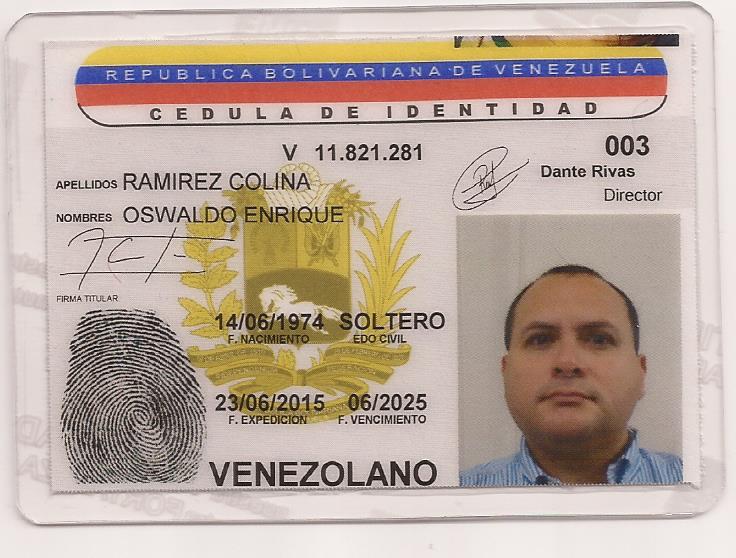 REPUBLICA BOLIVARIANA DE VENEZUELA
CEDULA DE IDENTIDAD
V 11.821.281
003
APELLIDOS RAMIREZ COLINA
Dante Rivas
Director
NOMBRES OSWALDO ENRIQUE
FIRMA TITULAR
14/06/1974 SOLTERO
F. NACIMIENTO EDO CIVIL
23/06/2015 06/2025
F. EXPEDICION F. VENCIMIENTO
VENEZOLANO